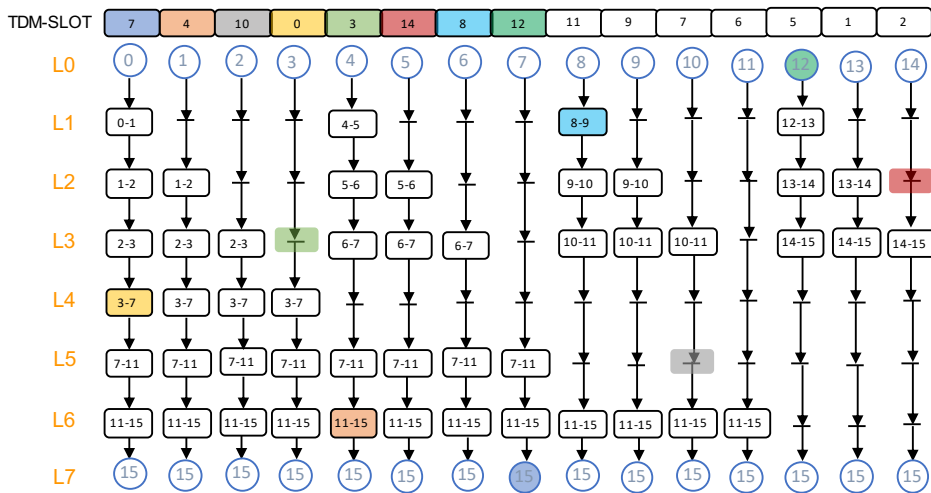 TDM-SLOT 7 4 10 0 3 14 8 12 11 9 7 6 5 1 2
L0 0 1 2 3 4 5 6 7 8 9 10 11 12 13 14
L1 0-1 4-5 8-9 12-13
L2 1-2 1-2 5-6 5-6 9-10 9-10 13-14 13-14
L3 2-3 2-3 2-3 6-7 6-7 6-7 10-11 10-11 10-11 14-15 14-15 14-15
L4 3-7 3-7 3-7 3-7
L5 7-11 7-11 7-11 7-11 7-11 7-11 7-11 7-11
L6 11-15 11-15 11-15 11-15 11-15 11-15 11-15 11-15 11-15 11-15 11-15 11-15
L7 15 15 15 15 15 15 15 15 15 15 15 15 15 15 15